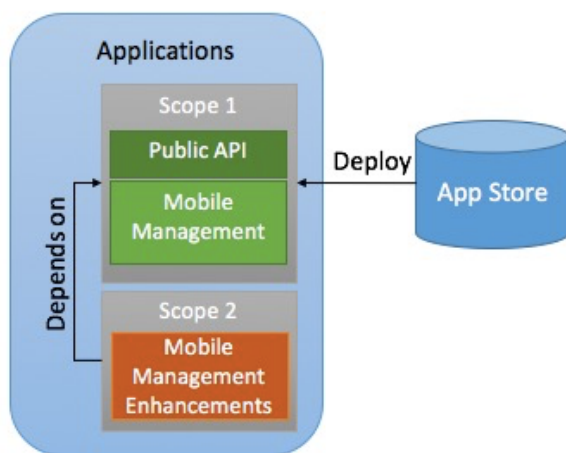 Applications
Scope 1
Public API
Mobile
Management
Deploy
App Store
Depends on
Scope 2
Mobile
Management
Enhancements